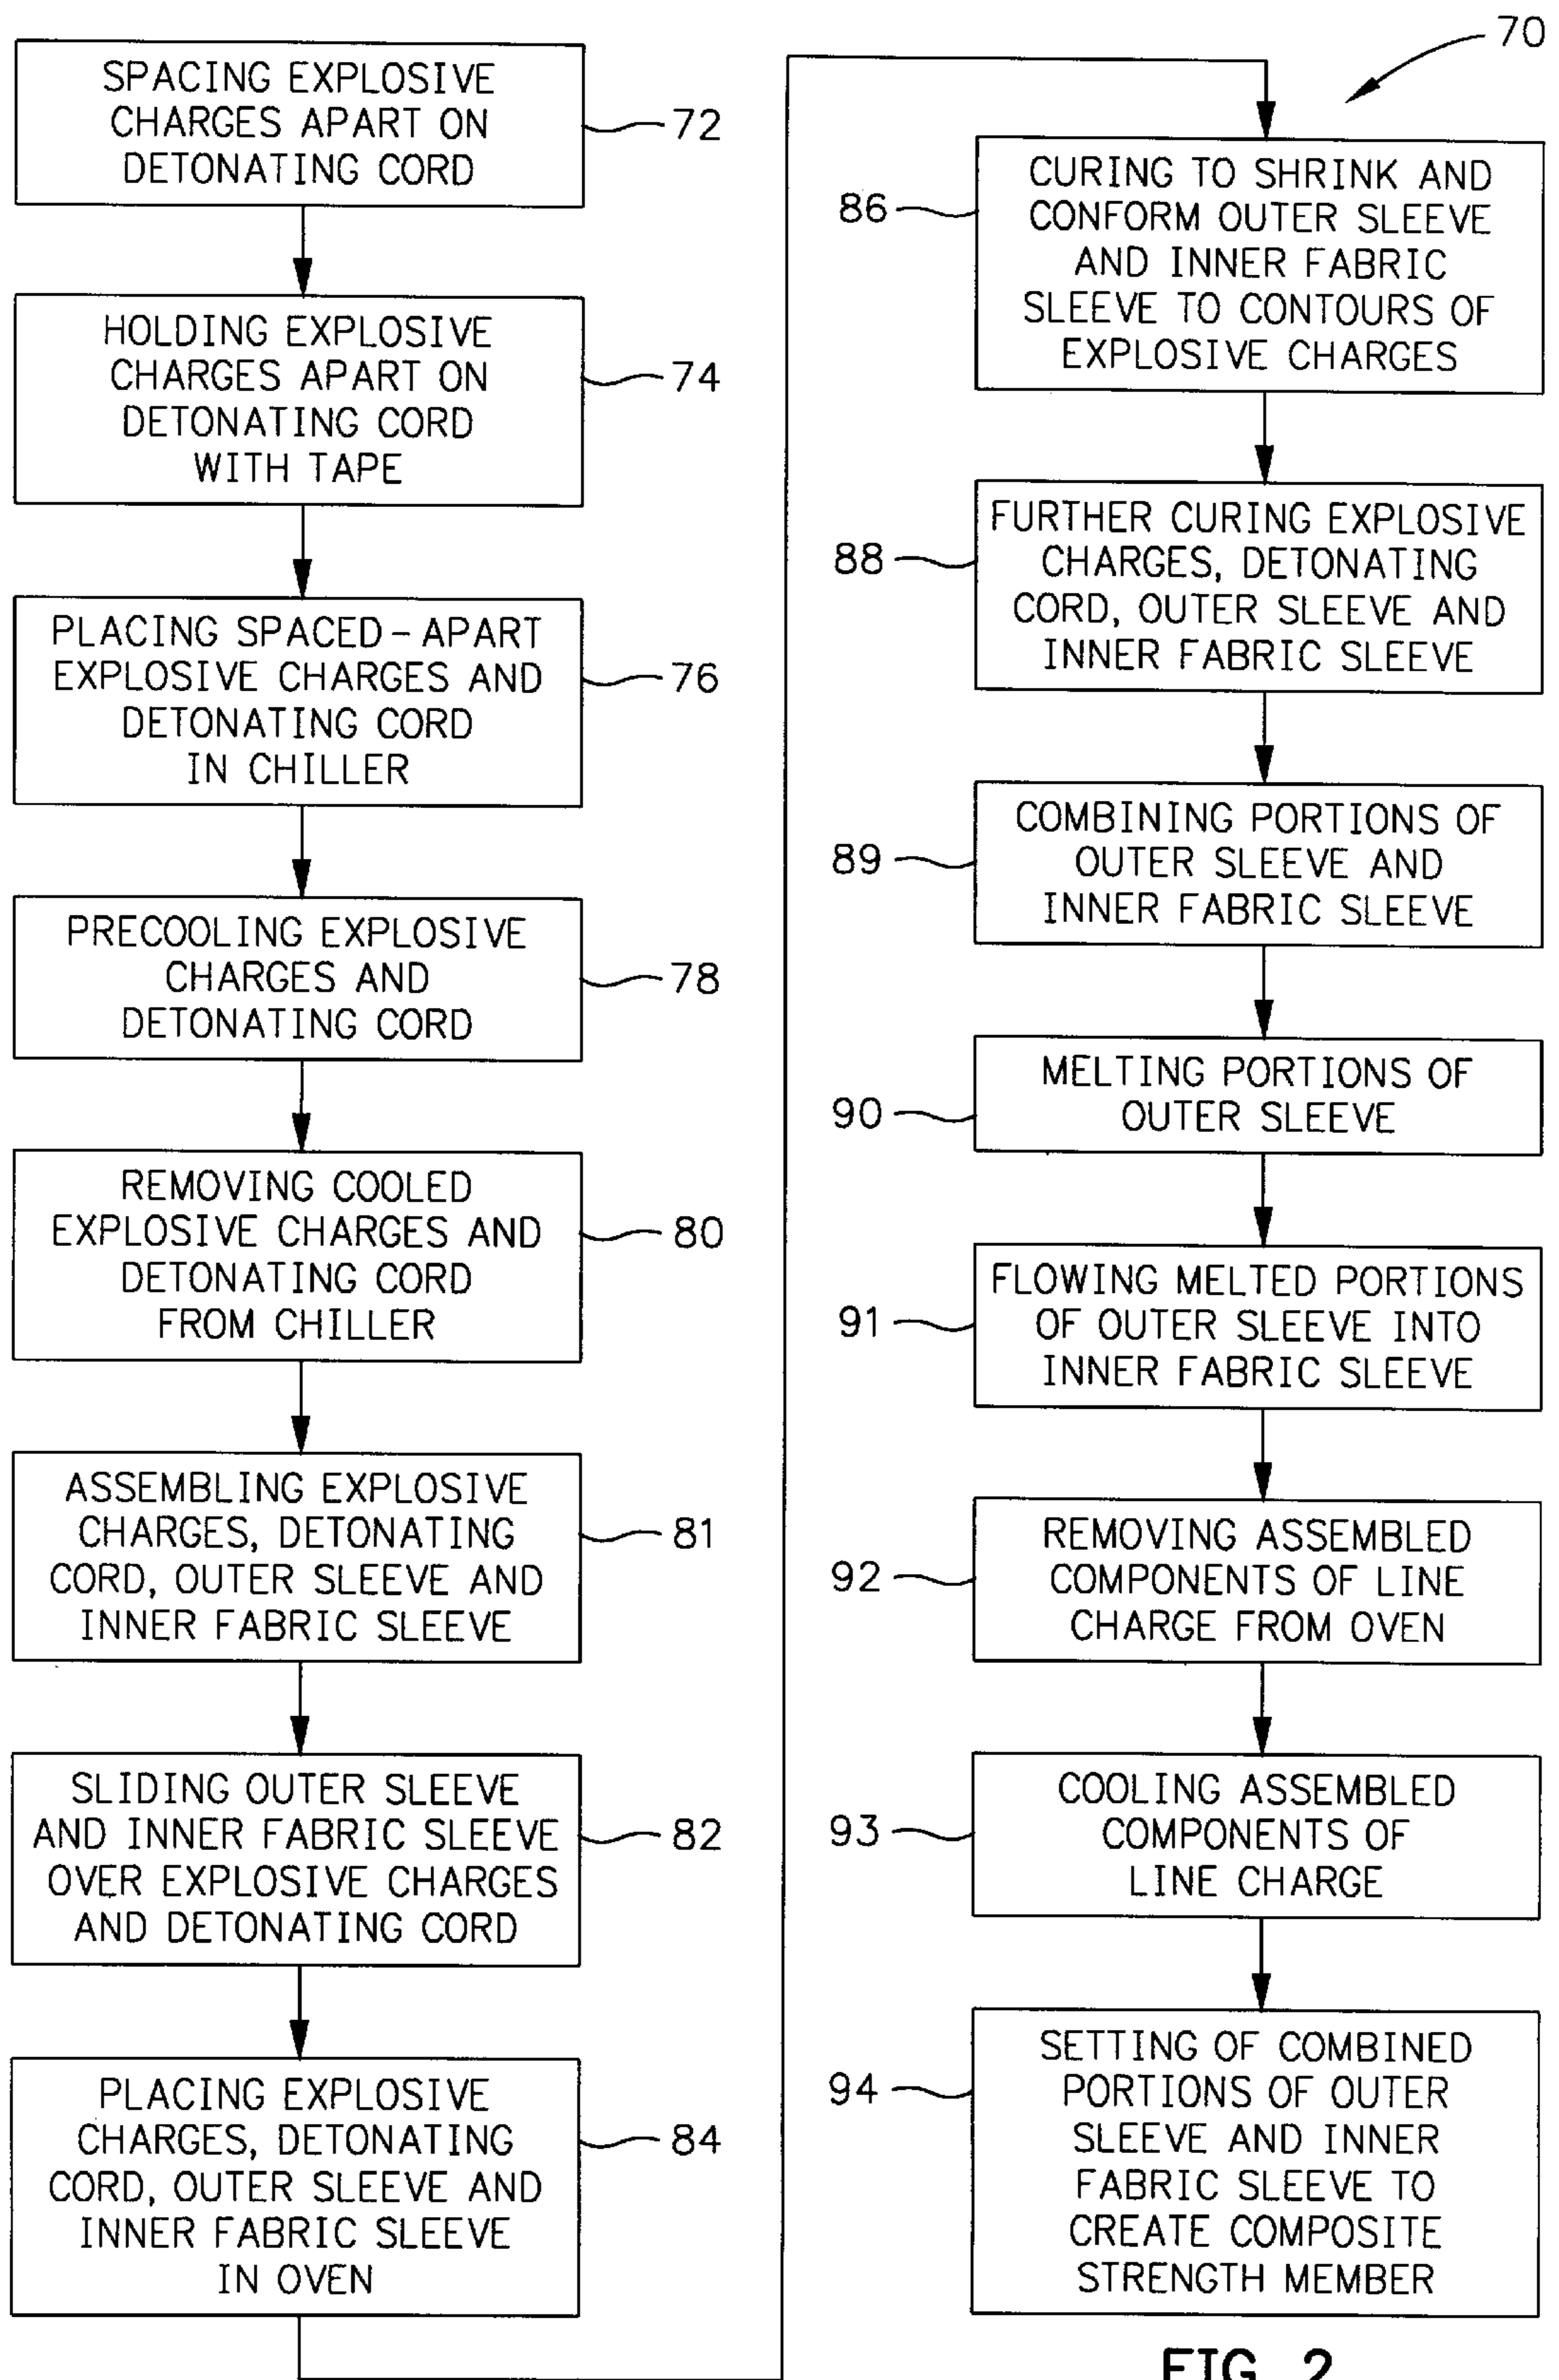 70
SPACING EXPLOSIVE
CHARGES APART ON
DETONATING CORD
72
HOLDING EXPLOSIVE
CHARGES APART ON
DETONATING CORD
WITH TAPE
74
PLACING SPACED-APART
EXPLOSIVE CHARGES AND
DETONATING CORD
IN CHILLER
76
PRECOOLING EXPLOSIVE
CHARGES AND
DETONATING CORD
78
REMOVING COOLED
EXPLOSIVE CHARGES AND
DETONATING CORD
FROM CHILLER
80
ASSEMBLING EXPLOSIVE
CHARGES, DETONATING
CORD, OUTER SLEEVE AND
INNER FABRIC SLEEVE
81
SLIDING OUTER SLEEVE
AND INNER FABRIC SLEEVE
OVER EXPLOSIVE CHARGES
AND DETONATING CORD
82
PLACING EXPLOSIVE
CHARGES, DETONATING
CORD, OUTER SLEEVE AND
INNER FABRIC SLEEVE
IN OVEN
84
CURING TO SHRINK AND
CONFORM OUTER SLEEVE
AND INNER FABRIC
SLEEVE TO CONTOURS OF
EXPLOSIVE CHARGES
86
FURTHER CURING EXPLOSIVE
CHARGES, DETONATING
CORD, OUTER SLEEVE AND
INNER FABRIC SLEEVE
88
COMBINING PORTIONS OF
OUTER SLEEVE AND
INNER FABRIC SLEEVE
89
MELTING PORTIONS OF
OUTER SLEEVE
90
FLOWING MELTED PORTIONS
OF OUTER SLEEVE INTO
INNER FABRIC SLEEVE
91
REMOVING ASSEMBLED
COMPONENTS OF LINE
CHARGE FROM OVEN
92
COOLING ASSEMBLED
COMPONENTS OF
LINE CHARGE
93
SETTING OF COMBINED
PORTIONS OF OUTER
SLEEVE AND INNER
FABRIC SLEEVE TO
CREATE COMPOSITE
STRENGTH MEMBER
94
FIG. 2